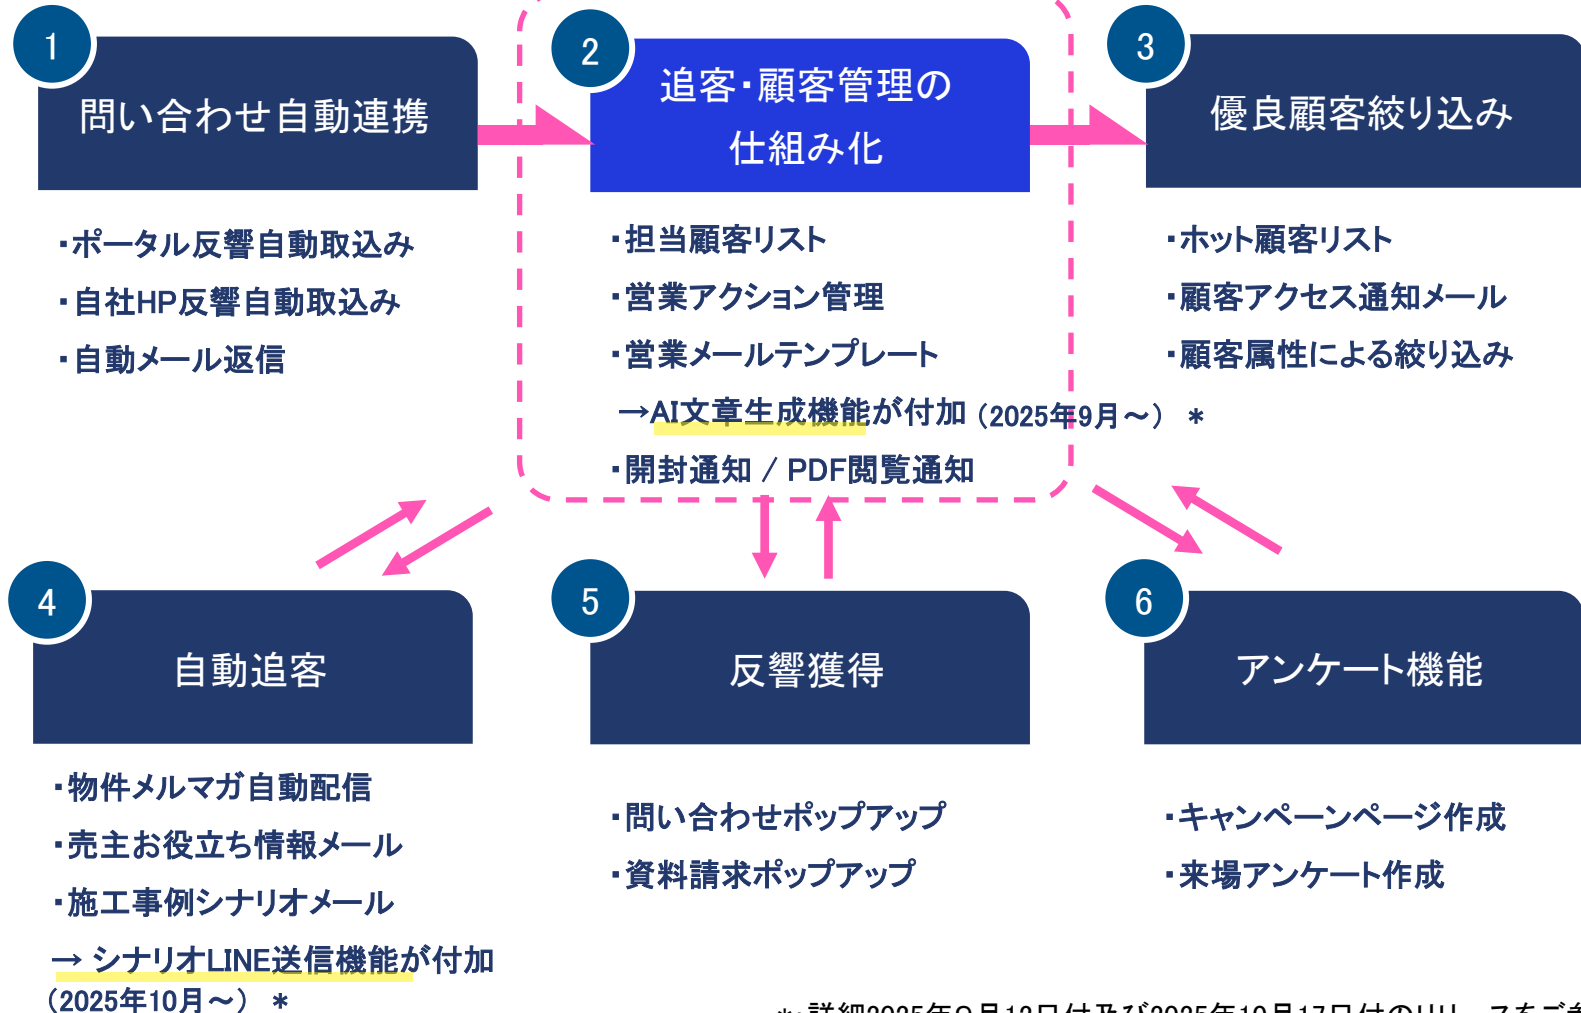 1
問い合わせ自動連携
・ポータル反響自動取込み
・自社HP反響自動取込み
・自動メール返信
2
追客・顧客管理の
仕組み化
・担当顧客リスト
・営業アクション管理
・営業メールテンプレート
→AI文章生成機能が付加（2025年9月～） *
・開封通知 / PDF閲覧通知
3
優良顧客絞り込み
・ホット顧客リスト
・顧客アクセス通知メール
・顧客属性による絞り込み
4
自動追客
・物件メルマガ自動配信
・売主お役立ち情報メール
・施工事例シナリオメール
→ シナリオLINE送信機能が付加
（2025年10月～） *
5
反響獲得
・問い合わせポップアップ
・資料請求ポップアップ
6
アンケート機能
・キャンペーンページ作成
・来場アンケート作成